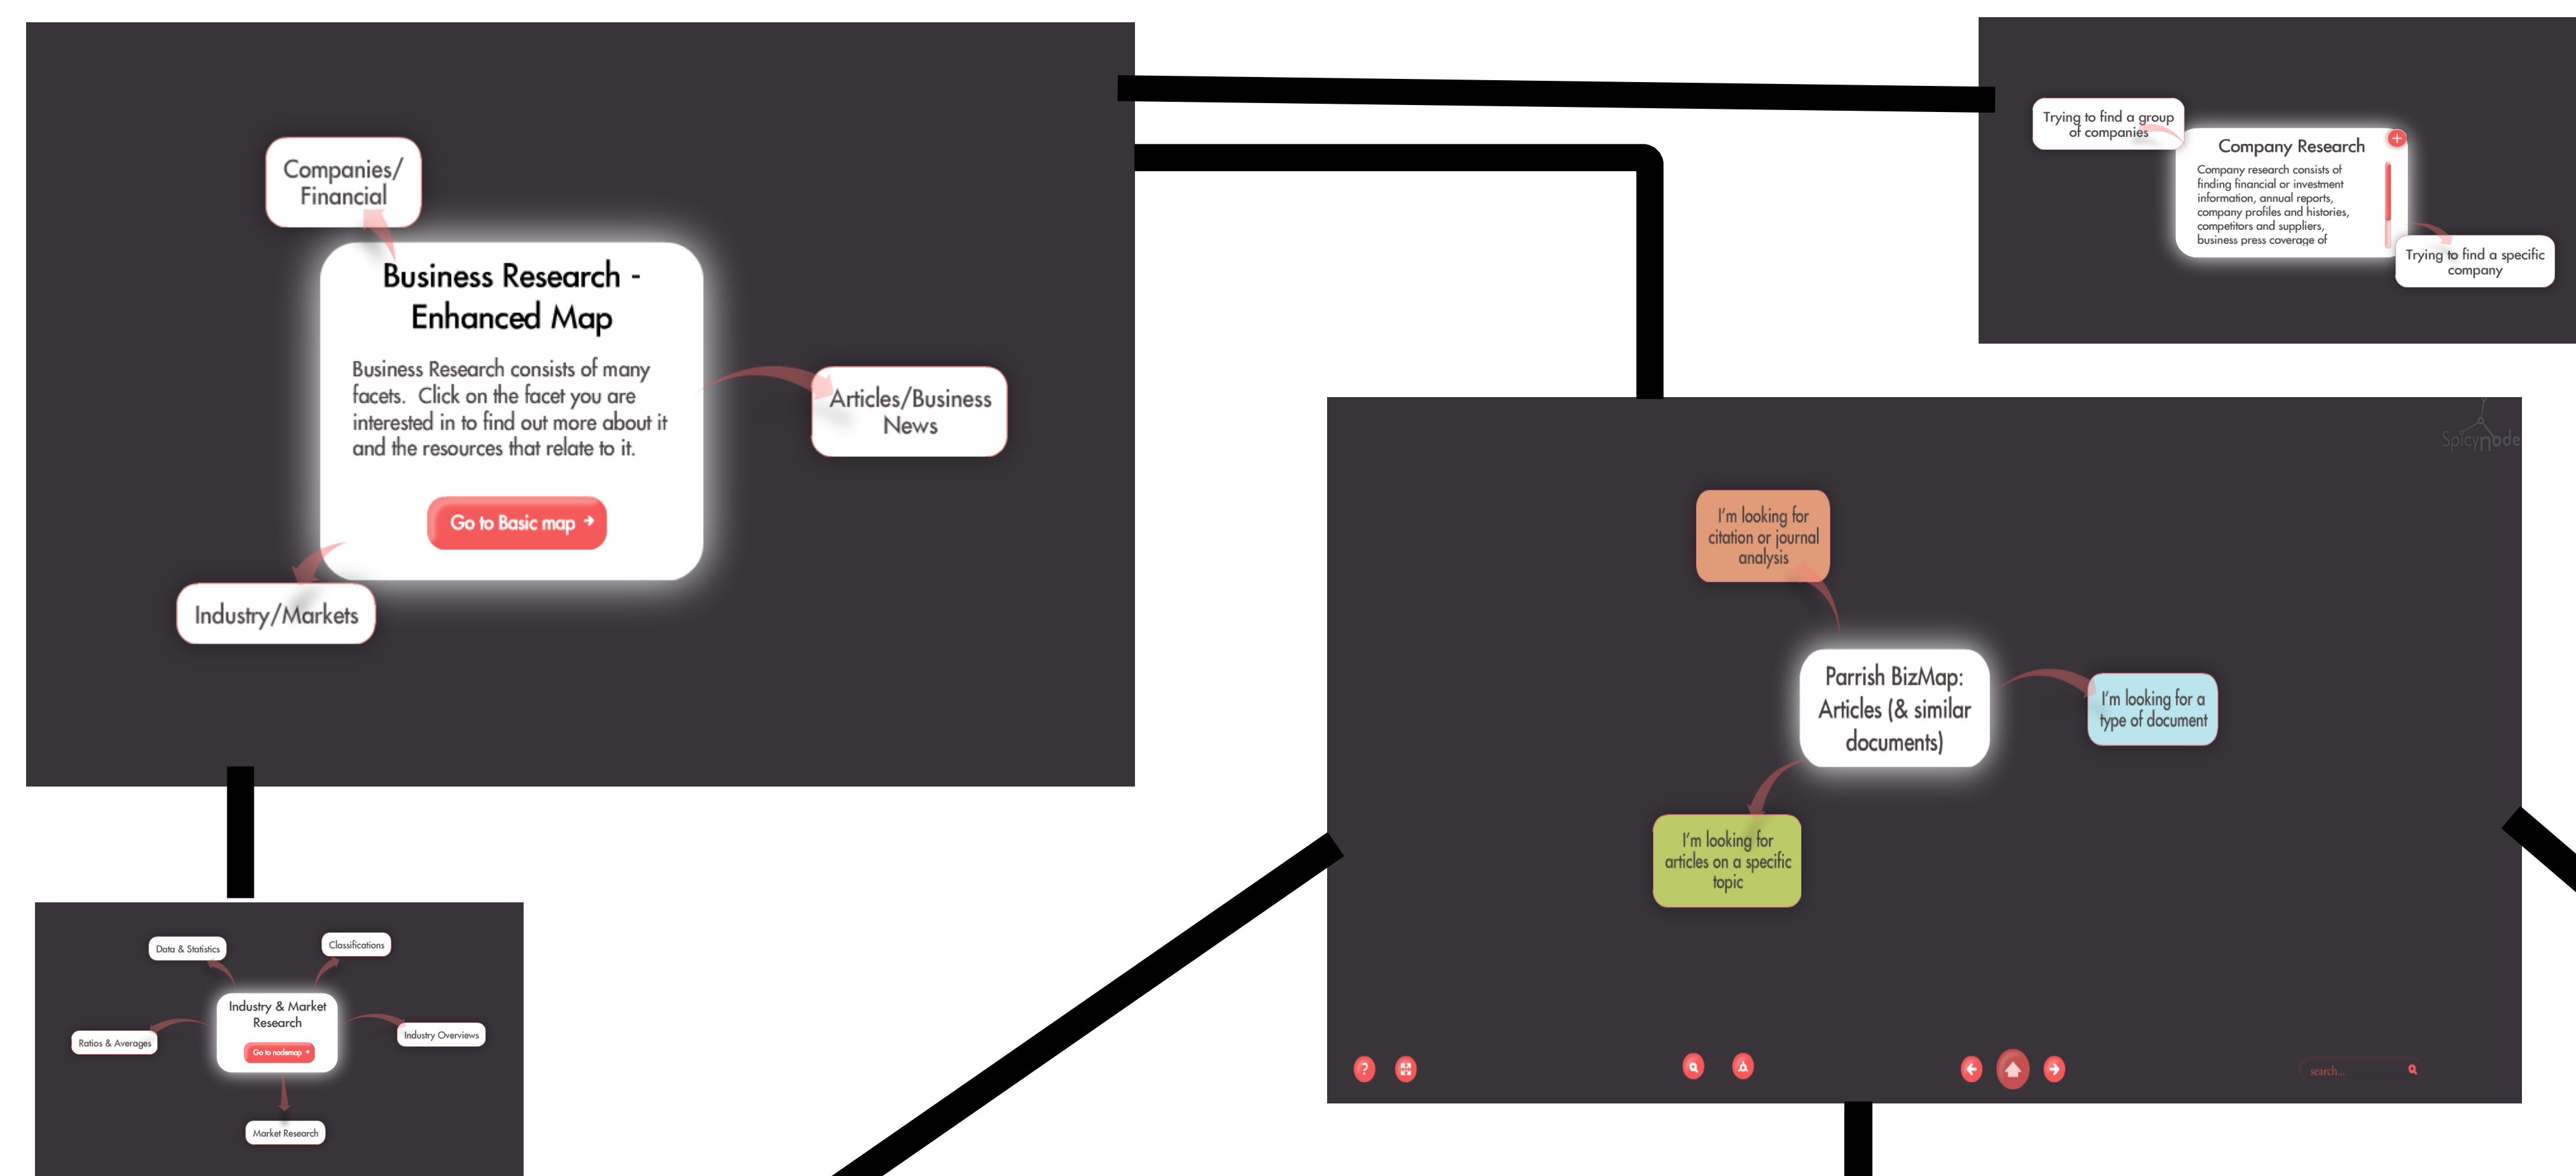 Companies/
Financial
Business Research -
Enhanced Map
Business Research consists of many
facets.  Click on the facet you are
interested in to find out more about it
and the resources that relate to it.
Go to Basic map
Articles/Business
News
Industry/Markets
Trying to find a group
of companies
Company Research
Company research consists of
finding financial or investment
information, annual reports,
company profiles and histories,
competitors and suppliers,
business press coverage of
Trying to find a specific
company
Spicynode
I'm looking for
citation or journal
analysis
Parrish BizMap:
Articles (& similar
documents)
I'm looking for a
type of document
I'm looking for
articles on a specific
topic
?
search...
Data & Statistics
Classifications
Industry & Market
Research
Go to nodemap
Ratios & Averages
Industry Overviews
Market Research